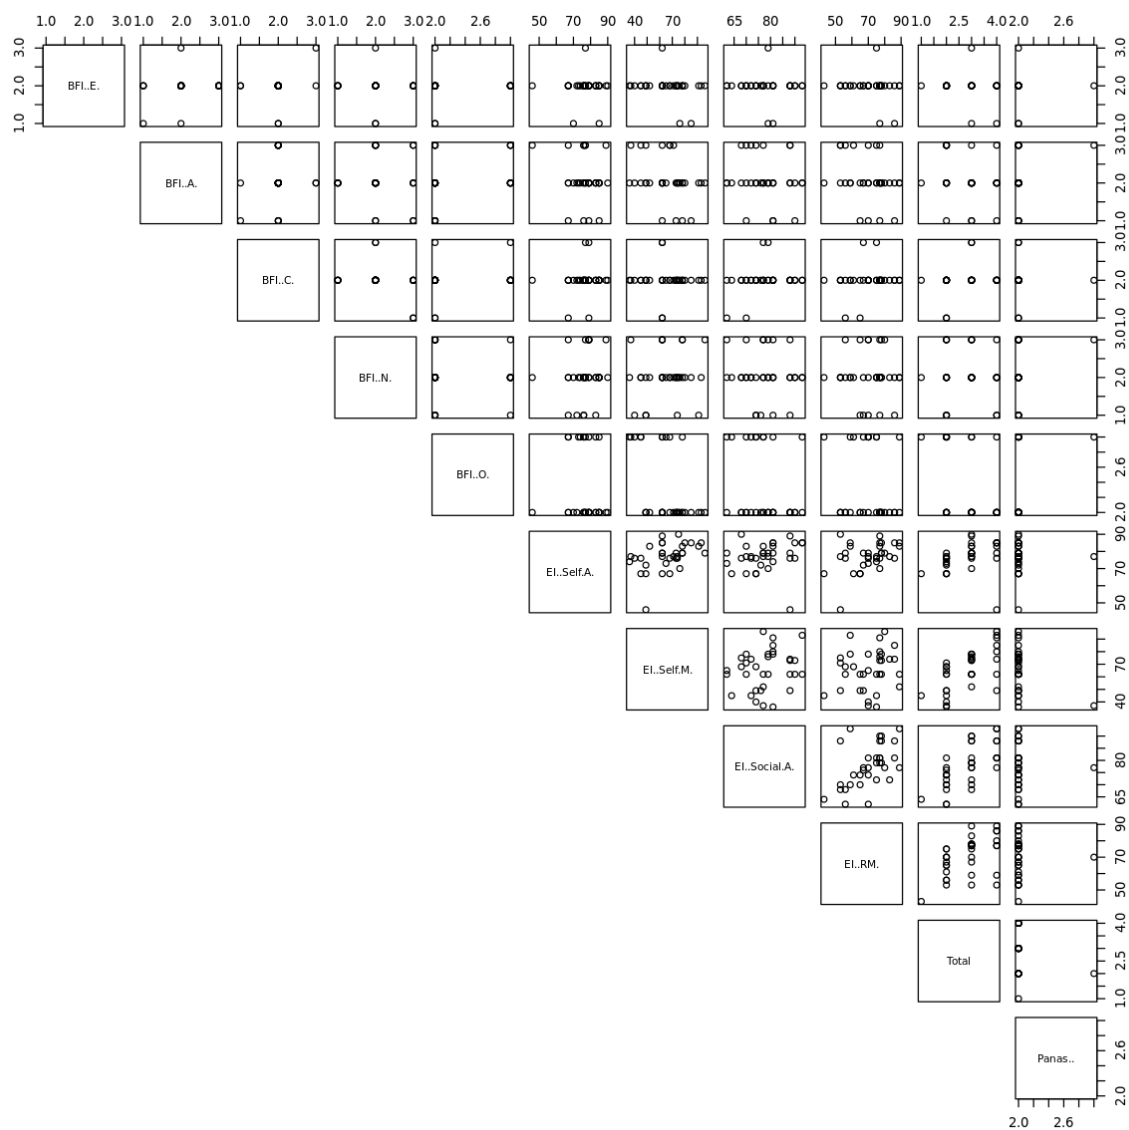 1.0 2.0 3.0 1.0 2.0 3.0 1.0 2.0 3.0 1.0 2.0 3.0 2.0 2.6 50 70 90 40 70 65 80 50 70 90 1.0 2.5 4.0 2.0 2.6
1.0 2.0 3.0 BFI..E. 1.0 2.0 3.0
BFI..A. 1.0 2.0 3.0
BFI..C. 1.0 2.0 3.0
BFI..N. 1.0 2.0 3.0
BFI..O. 2.0 2.6
EI..Self.A. 50 70 90
EI..Self.M. 40 70
EI..Social.A. 65 80
EI..RM. 50 70 90
Total 1.0 2.5 4.0
Panas.. 2.0 2.6
2.0 2.6